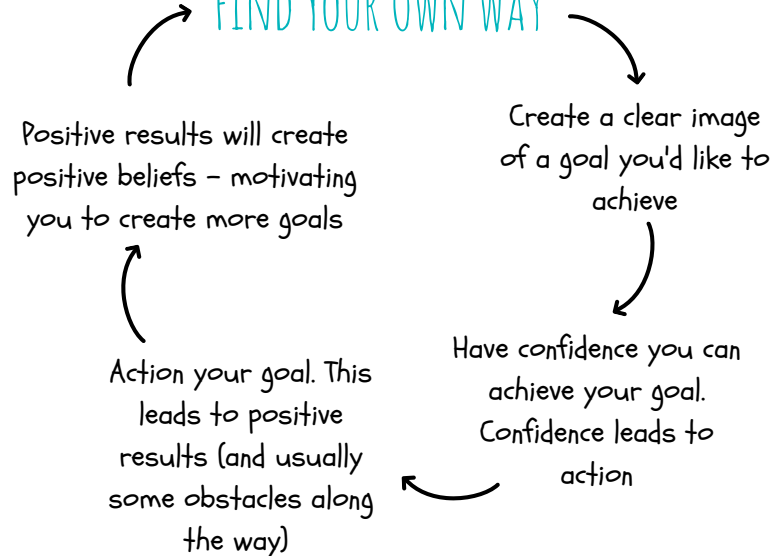 FIND YOUR OWN WAY
Create a clear image
of a goal you'd like to
achieve
Have confidence you can
achieve your goal.
Confidence leads to
action
Action your goal. This
leads to positive
results (and usually
some obstacles along
the way)
Positive results will create
positive beliefs – motivating
you to create more goals